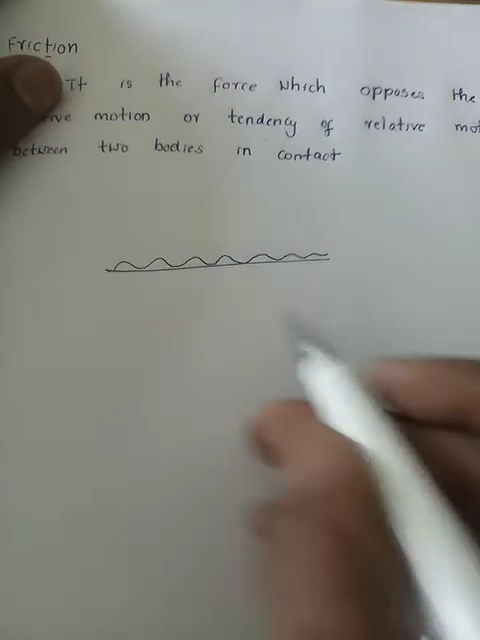 Friction
It is the force which opposes the
motion or tendency of relative
between two bodies in contact